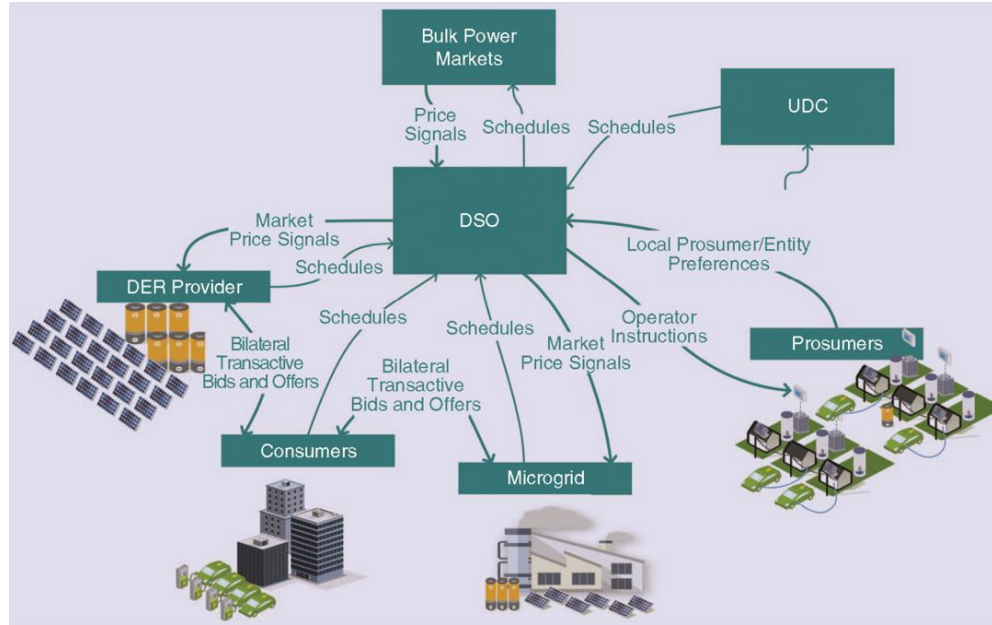 Bulk Power
Markets
UDC
Price
Signals
Schedules
Schedules
DSO
Market
Price Signals
Schedules
Local Prosumer/Entity
Preferences
DER Provider
Schedules
Schedules
Operator
Instructions
Market
Price Signals
Prosumers
Bilateral
Transactive
Bids and Offers
Bilateral
Transactive
Bids and Offers
Consumers
Microgrid